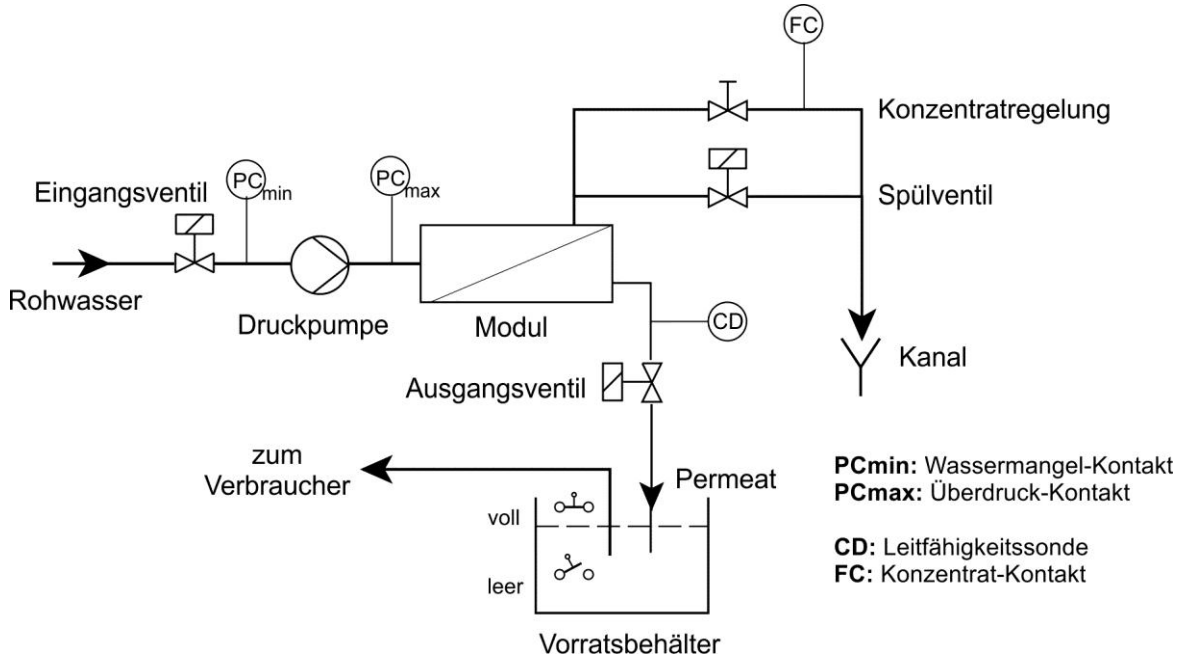 FC
Konzentratregelung
Eingangsventil
PCmin
PCmax
Spülventil
Rohwasser
Druckpumpe
Modul
CD
Kanal
Ausgangsventil
zum
Verbraucher
Permeat
voll
leer
Vorratsbehälter
PCmin: Wassermangel-Kontakt
PCmax: Überdruck-Kontakt
CD: Leitfähigkeitssonde
FC: Konzentrat-Kontakt